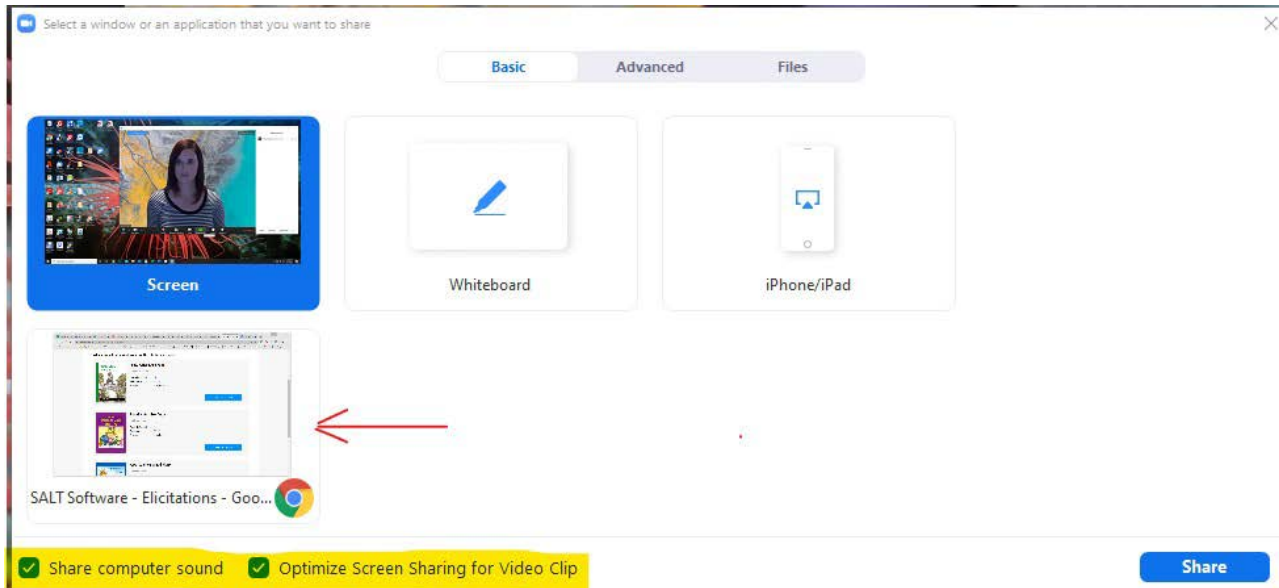 Select a window or an application that you want to share
Basic Advanced Files
Screen Whiteboard iPhone/iPad
SALT Software - Elicitations - Goo...
Share computer sound Optimize Screen Sharing for Video Clip Share